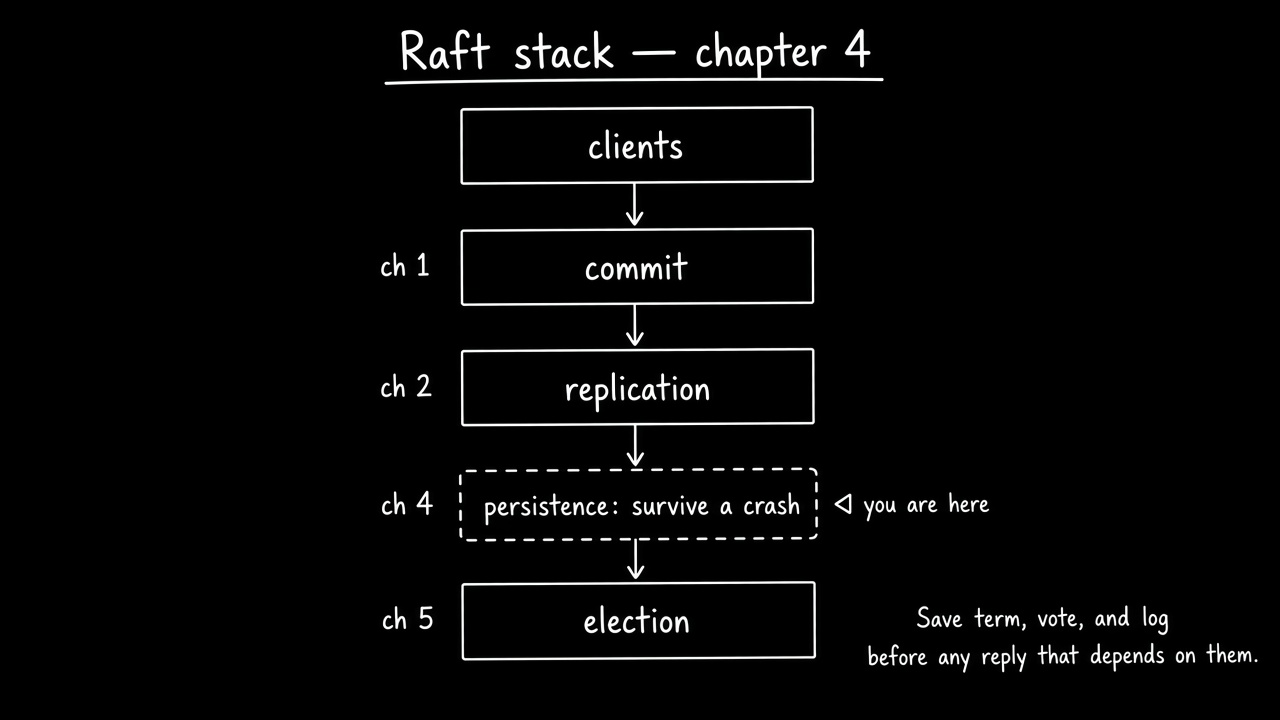 Raft stack — chapter 4
clients
ch 1
commit
ch 2
replication
ch 4
persistence: survive a crash
you are here
ch 5
election
Save term, vote, and log
before any reply that depends on them.